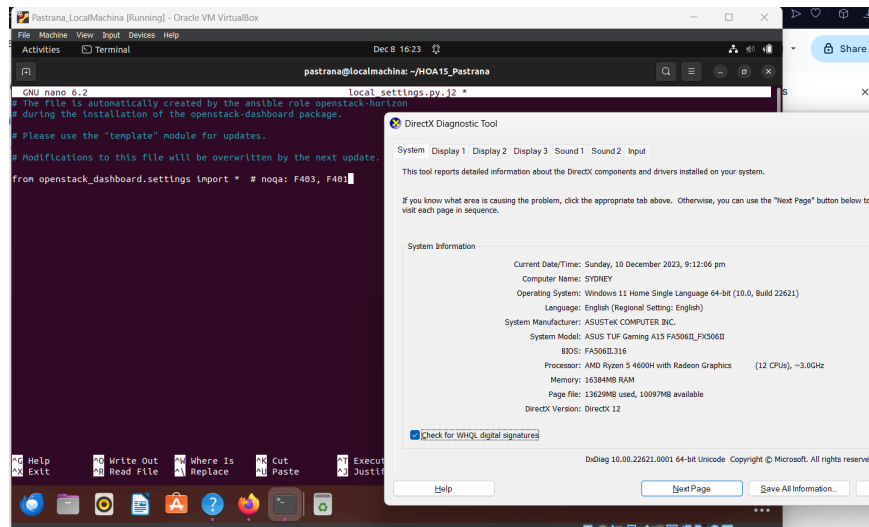 Pastrana_LocalMachina [Running] - Oracle VM VirtualBox
File Machine View Input Devices Help
Activities Terminal Dec 8 16:23
Share
pastrana@localmachina: ~/HOA15_Pastrana
GNU nano 6.2 local_settings.py.j2 *
# The file is automatically created by the ansible role openstack-horizon
# during the installation of the openstack-dashboard package.
# Please use the "template" module for updates.
# Modifications to this file will be overwritten by the next update.
from openstack_dashboard.settings import * # noqa: F403, F401
^G Help ^O Write Out ^W Where Is ^K Cut ^T Execut
^X Exit ^R Read File ^\ Replace ^U Paste ^J Justif
DirectX Diagnostic Tool
System Display 1 Display 2 Display 3 Sound 1 Sound 2 Input
This tool reports detailed information about the DirectX components and drivers installed on your system.
If you know what area is causing the problem, click the appropriate tab above. Otherwise, you can use the "Next Page" button below to
visit each page in sequence.
System Information
Current Date/Time: Sunday, 10 December 2023, 9:12:06 pm
Computer Name: SYDNEY
Operating System: Windows 11 Home Single Language 64-bit (10.0, Build 22621)
Language: English (Regional Setting: English)
System Manufacturer: ASUSTeK COMPUTER INC.
System Model: ASUS TUF Gaming A15 FA506II_FX506II
BIOS: FA506II.316
Processor: AMD Ryzen 5 4600H with Radeon Graphics (12 CPUs), ~3.0GHz
Memory: 16384MB RAM
Page file: 13629MB used, 10097MB available
DirectX Version: DirectX 12
Check for WHQL digital signatures
DxDiag 10.00.22621.0001 64-bit Unicode Copyright © Microsoft. All rights reserve
Help Next Page Save All Information...